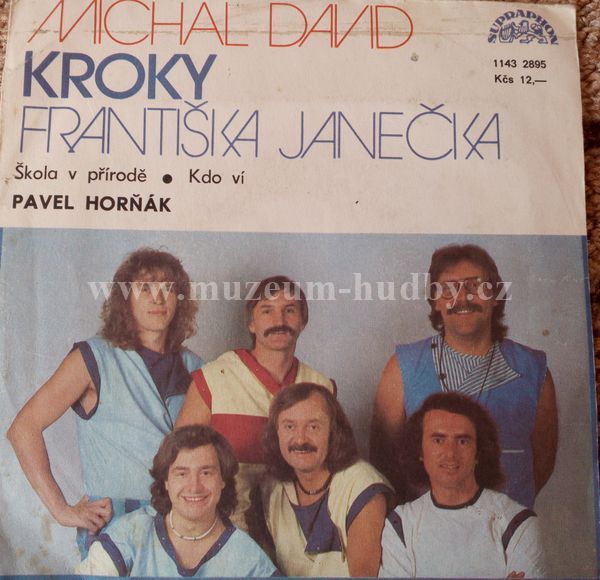 MICHAL DAVID
SUPRAPHON
KROKY
1143 2895
Kčs 12,—
FRANTIŠKA JANEČKA
Škola v přírodě • Kdo ví
PAVEL HORŇÁK
www.muzeum-hudby.cz